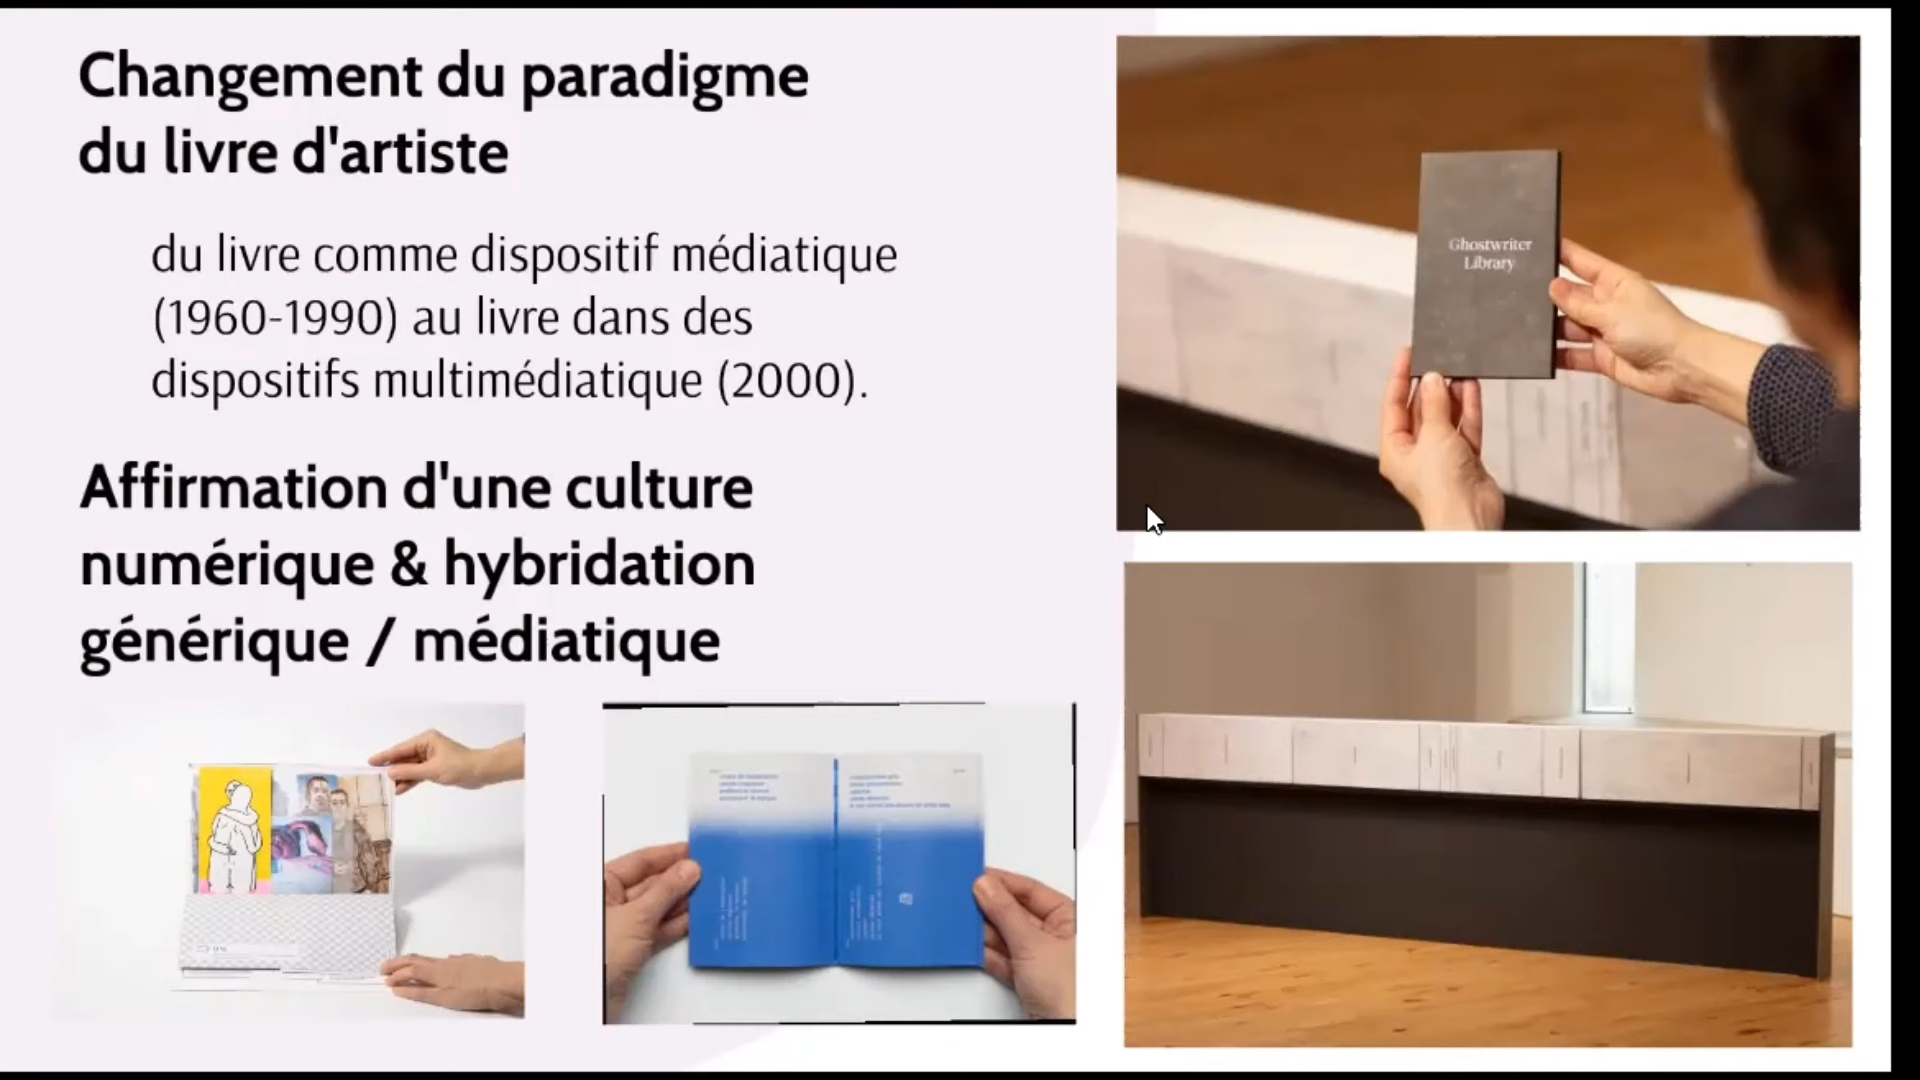 Changement du paradigme
du livre d'artiste
du livre comme dispositif médiatique
(1960-1990) au livre dans des
dispositifs multimédiatique (2000).
Affirmation d'une culture
numérique & hybridation
générique / médiatique
Ghostwriter
Library